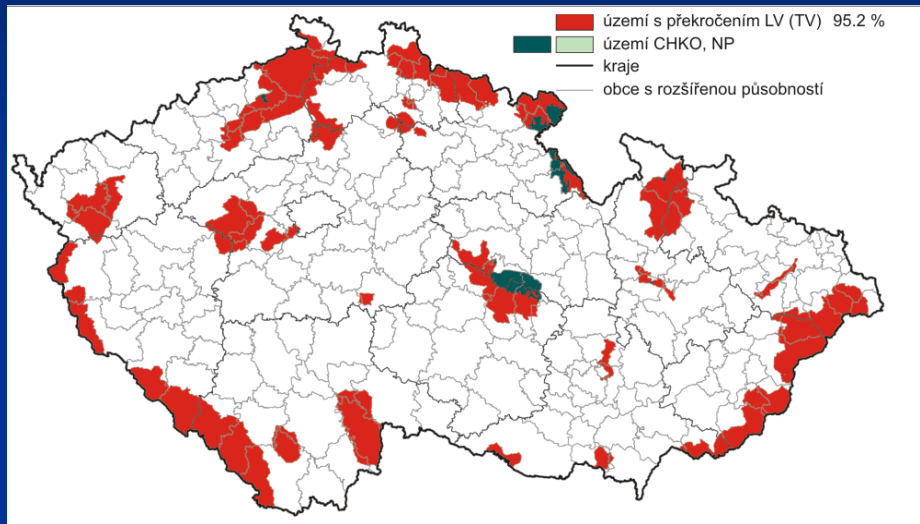 území s překročením LV (TV) 95.2 %
území CHKO, NP
kraje
obce s rozšířenou působností